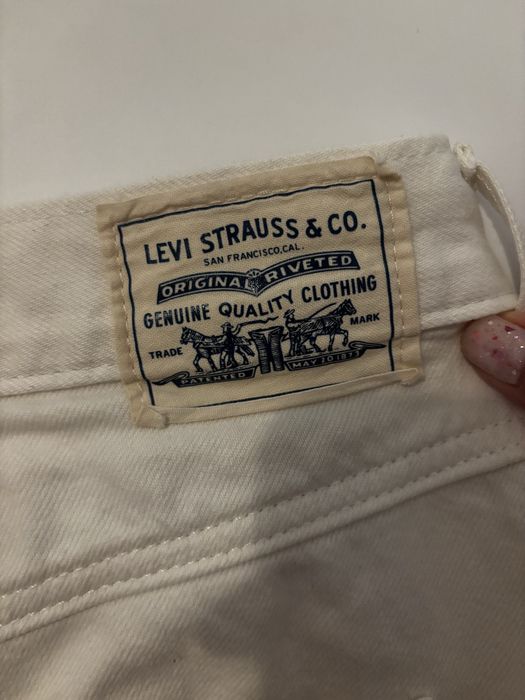 LEVI STRAUSS & CO.
SAN FRANCISCO, CAL.
ORIGINAL RIVETED
GENUINE QUALITY CLOTHING
TRADE MARK
PATENTED MAY 20 1873